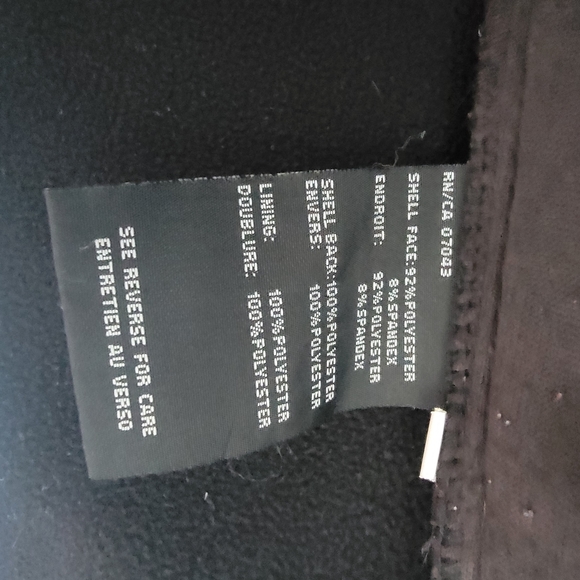 RN/CA 07043
SHELL FACE:92%POLYESTER
8%SPANDEX
ENDROIT: 92%POLYESTER
8%SPANDEX
SHELL BACK:100%POLYESTER
ENVERS: 100%POLYESTER
LINING: 100%POLYESTER
DOUBLURE: 100%POLYESTER
SEE REVERSE FOR CARE
ENTRETIEN AU VERSO